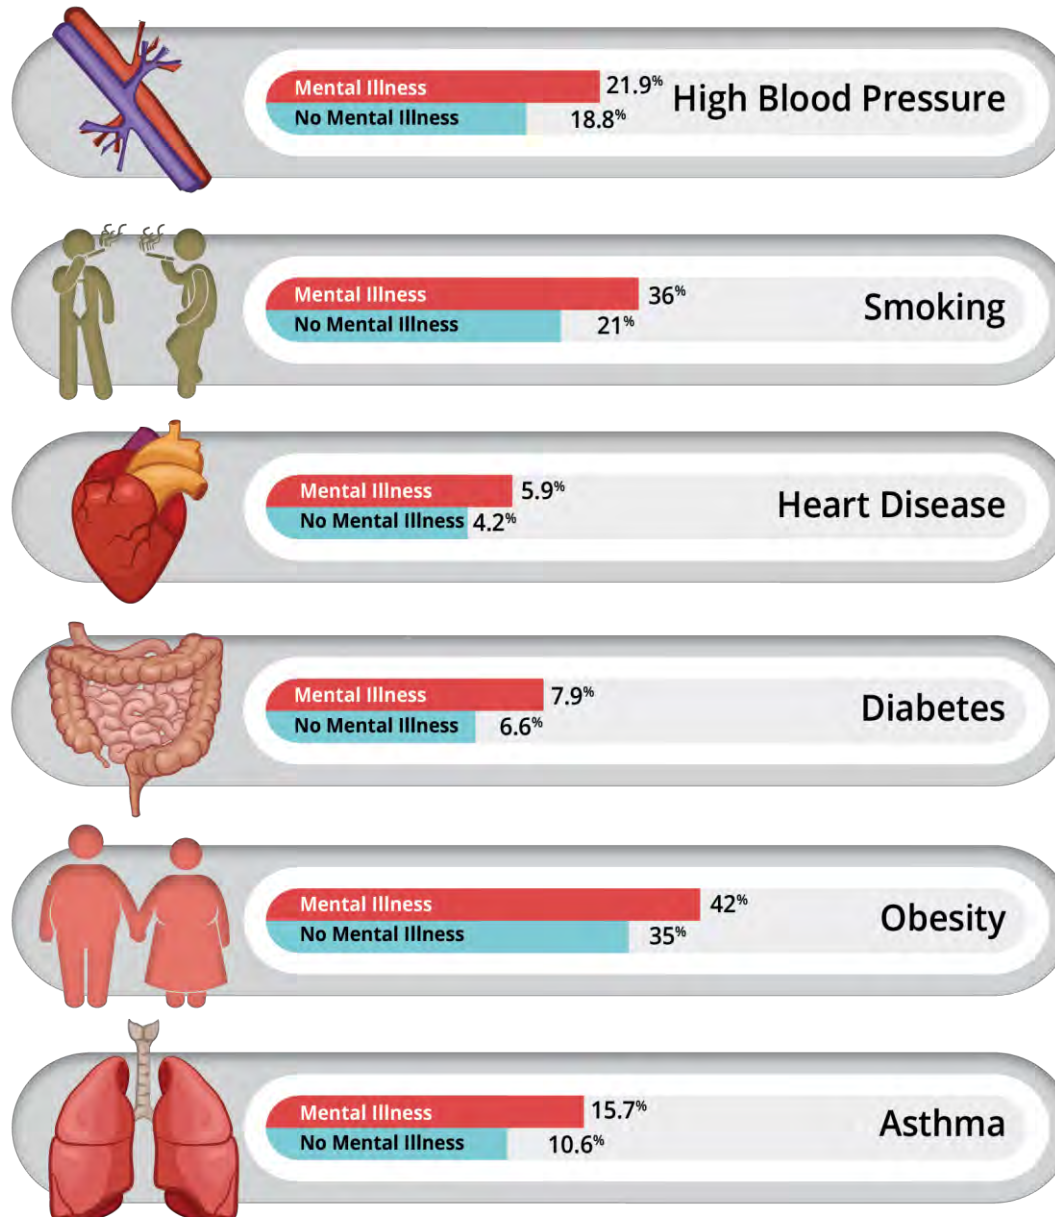 Mental Illness 21.9%
No Mental Illness 18.8%
High Blood Pressure
Mental Illness 36%
No Mental Illness 21%
Smoking
Mental Illness 5.9%
No Mental Illness 4.2%
Heart Disease
Mental Illness 7.9%
No Mental Illness 6.6%
Diabetes
Mental Illness 42%
No Mental Illness 35%
Obesity
Mental Illness 15.7%
No Mental Illness 10.6%
Asthma